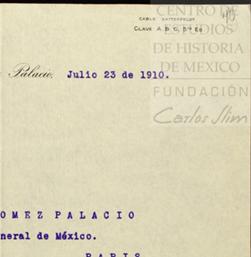 CABLE
CLAVE A. B. C. 5ª Ed
CENTRO DE
ESTUDIOS
DE HISTORIA
DE MEXICO
FUNDACIÓN
Carlos Slim
Palacio, Julio 23 de 1910.
OMEZ PALACIO
neral de México.
PARIS